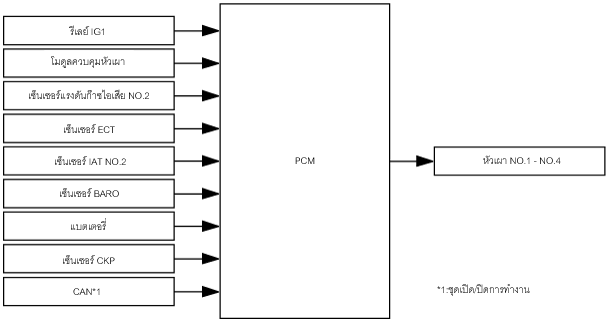 รีเลย์ IG1
โมดูลควบคุมหัวเผา
เซ็นเซอร์แรงดันก๊าซไอเสีย NO.2
เซ็นเซอร์ ECT
เซ็นเซอร์ IAT NO.2
เซ็นเซอร์ BARO
แบตเตอรี่
เซ็นเซอร์ CKP
CAN*1
PCM
หัวเผา NO.1 - NO.4
*1:ชุดเปิด/ปิดการทำงาน